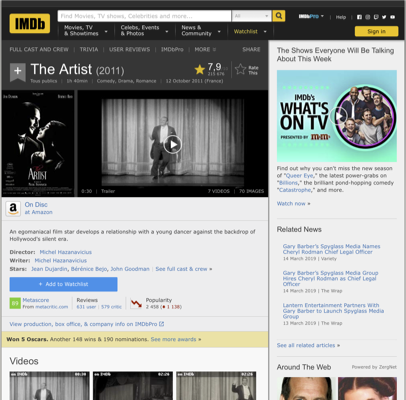 IMDb
Find Movies, TV shows, Celebrities and more...
All
Movies, TV & Showtimes
Celebs, Events & Photos
News & Community
Watchlist
IMDbPro
Help
Sign in
FULL CAST AND CREW | TRIVIA | USER REVIEWS | IMDbPro | MORE
SHARE
The Artist (2011)
Tous publics | 1h 40min | Comedy, Drama, Romance | 12 October 2011 (France)
7,9
Rate This
THE ARTIST
0:30 | Trailer
7 VIDEOS | 70 IMAGES
On Disc
at Amazon
An egomaniacal film star develops a relationship with a young dancer against the backdrop of
Hollywood's silent era.
Director: Michel Hazanavicius
Writer: Michel Hazanavicius
Stars: Jean Dujardin, Bérénice Bejo, John Goodman | See full cast & crew »
+ Add to Watchlist
89
Metascore
From metacritic.com
Reviews
631 user | 579 critic
Popularity
2 458 (♦ 1 138)
View production, box office, & company info on IMDbPro
Won 5 Oscars. Another 148 wins & 190 nominations. See more awards »
Videos
00:30
02:28
02:28
The Shows Everyone Will Be Talking
About This Week
IMDb's
WHAT'S
ON TV
PRESENTED BY m&m's
Find out why you can't miss the new season
of "Queer Eye," the latest power-grabs on
"Billions," the brilliant pond-hopping comedy
"Catastrophe," and more.
Watch now »
Related News
Gary Barber's Spyglass Media Names
Cheryl Rodman Chief Legal Officer
14 March 2019 | Variety
Gary Barber's Spyglass Media Group
Hires Cheryl Rodman as Chief Legal
Officer
14 March 2019 | The Wrap
Lantern Entertainment Partners With
Gary Barber to Launch Spyglass Media
Group
13 March 2019 | The Wrap
See all related articles »
Around The Web
Powered by ZergNet